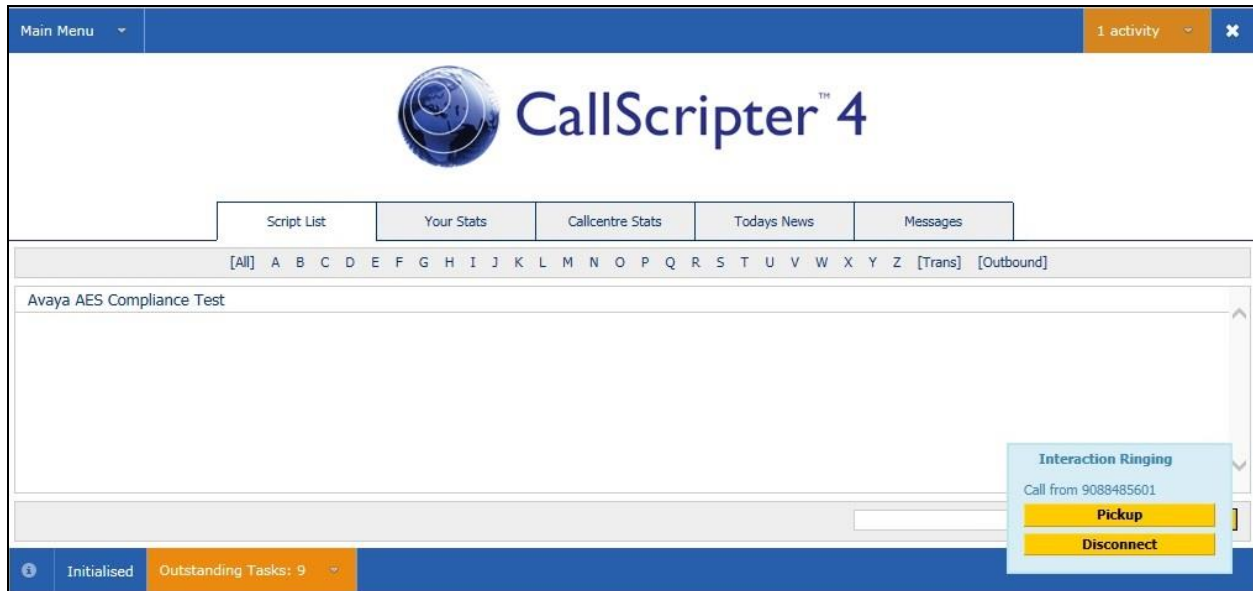 Main Menu
1 activity
CallScripter™ 4
Script List
Your Stats
Callcentre Stats
Todays News
Messages
[All] A B C D E F G H I J K L M N O P Q R S T U V W X Y Z [Trans] [Outbound]
Avaya AES Compliance Test
Interaction Ringing
Call from 9088485601
Pickup
Disconnect
Initialised
Outstanding Tasks: 9